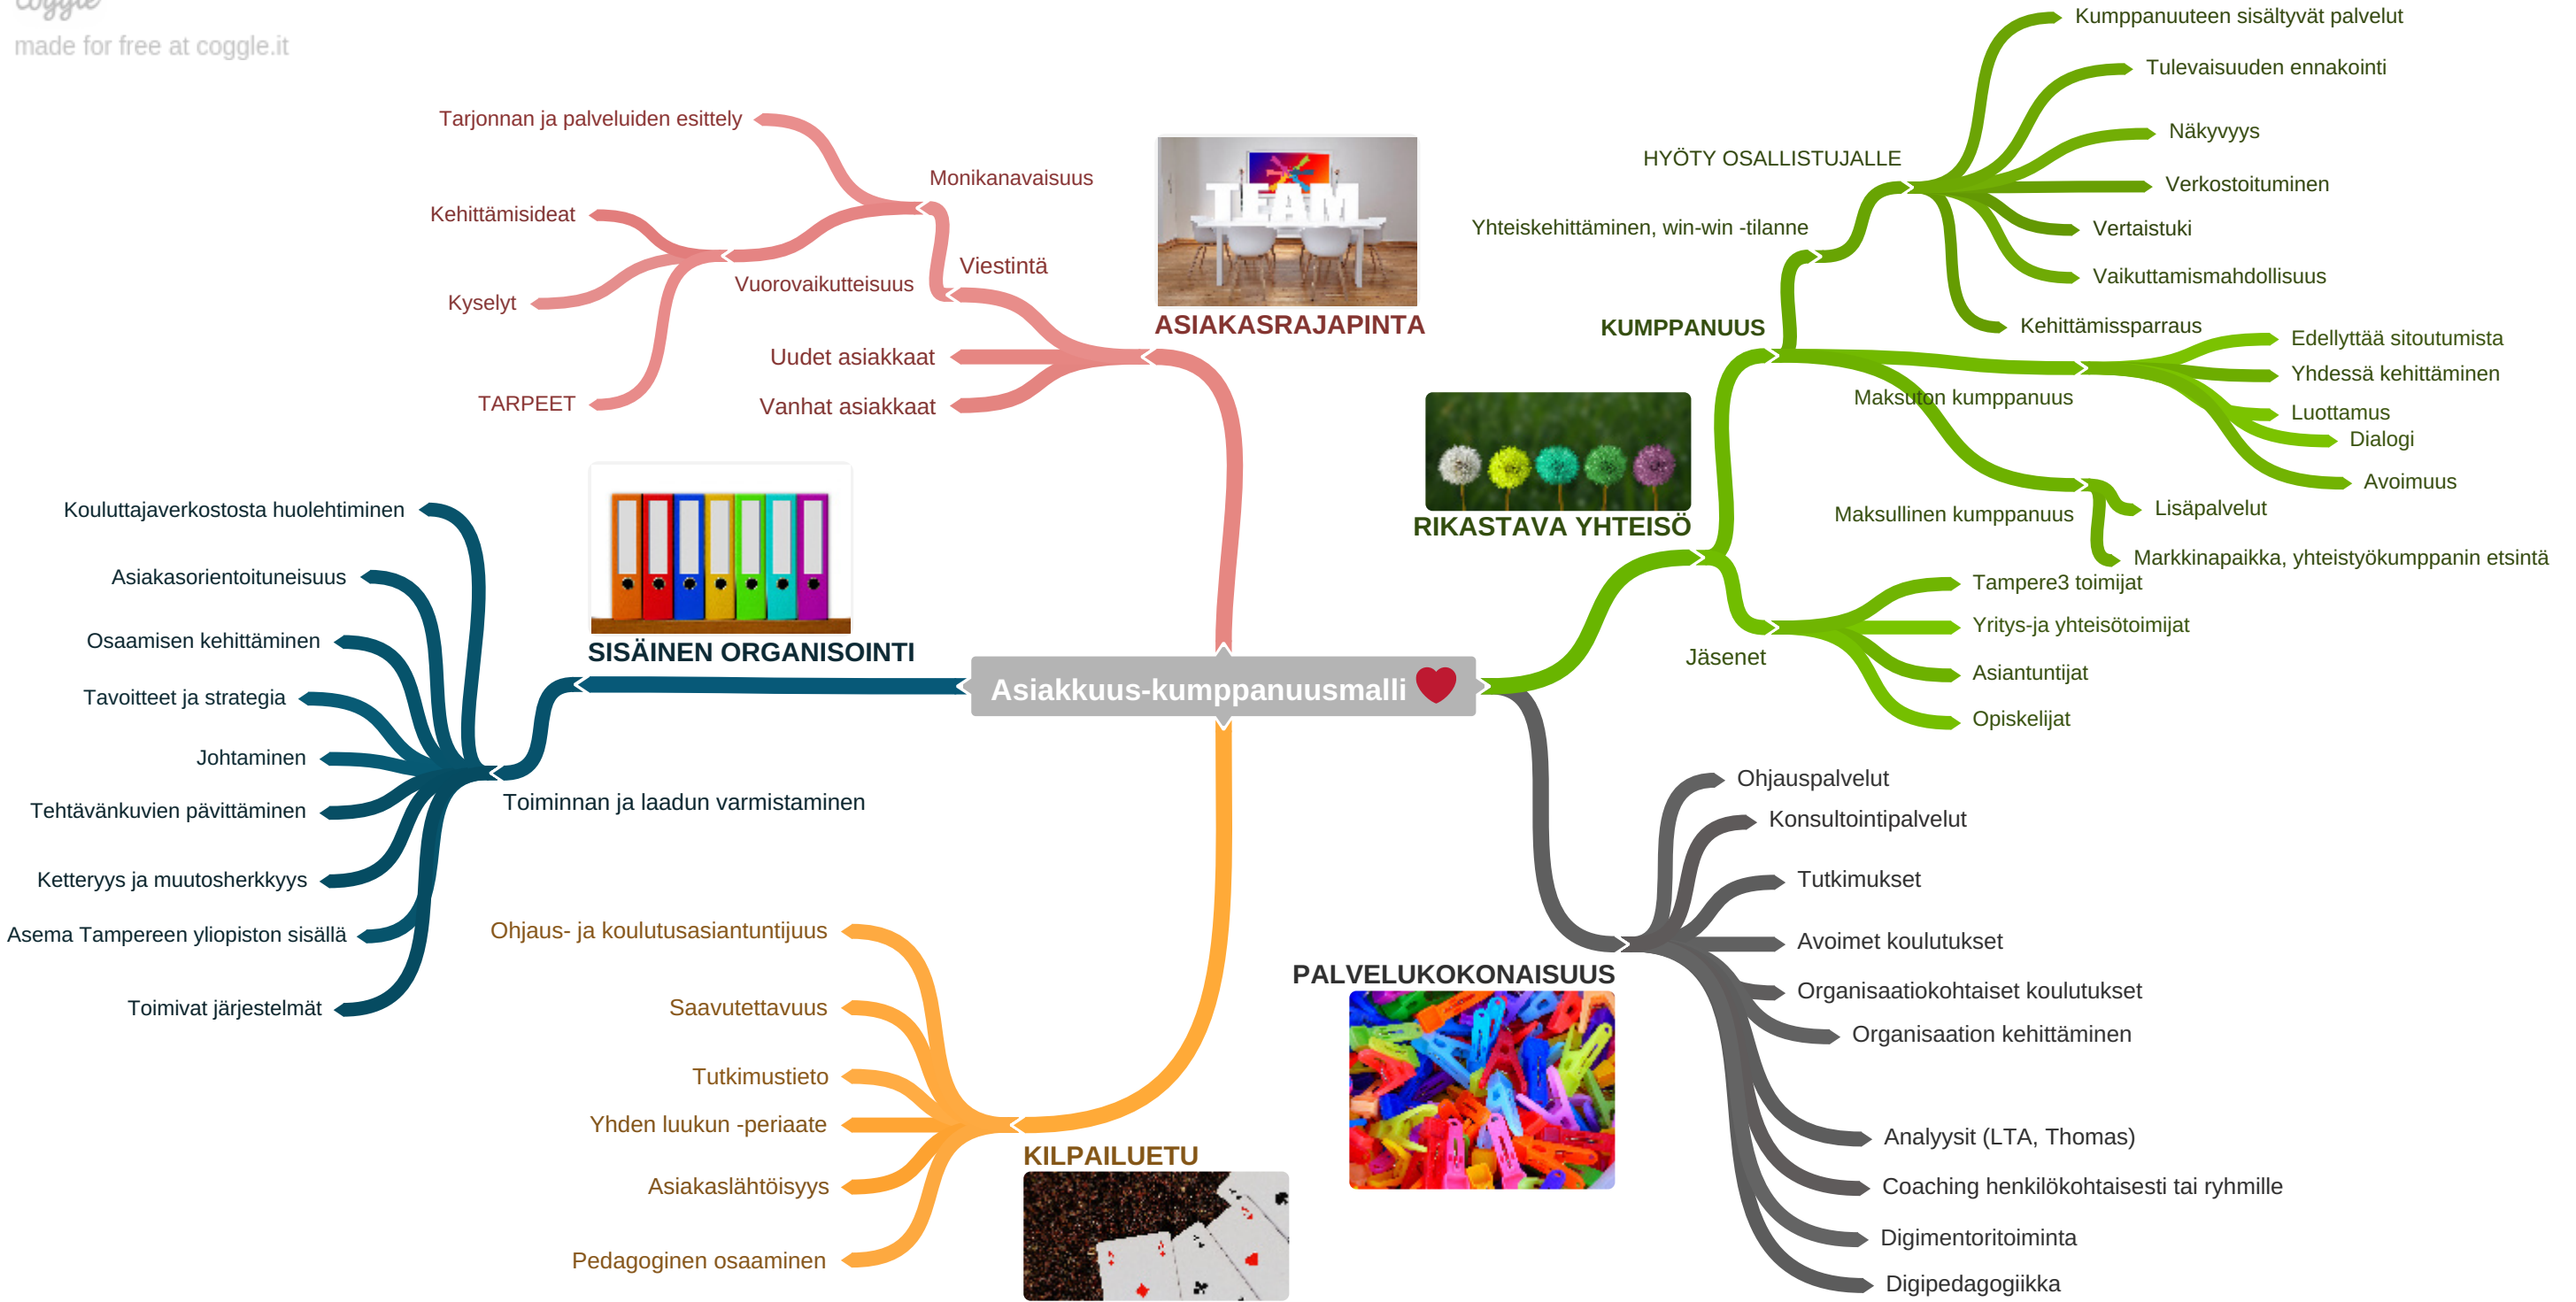 coggle
made for free at coggle.it
Asiakkuus-kumppanuusmalli
ASIAKASRAJAPINTA
TEAM
Viestintä
Monikanavaisuus
Tarjonnan ja palveluiden esittely
Vuorovaikutteisuus
Kehittämisideat
Kyselyt
TARPEET
Uudet asiakkaat
Vanhat asiakkaat
SISÄINEN ORGANISOINTI
Toiminnan ja laadun varmistaminen
Kouluttajaverkostosta huolehtiminen
Asiakasorientoituneisuus
Osaamisen kehittäminen
Tavoitteet ja strategia
Johtaminen
Tehtävänkuvien pävittäminen
Ketteryys ja muutosherkkyys
Asema Tampereen yliopiston sisällä
Toimivat järjestelmät
KILPAILUETU
Ohjaus- ja koulutusasiantuntijuus
Saavutettavuus
Tutkimustieto
Yhden luukun -periaate
Asiakaslähtöisyys
Pedagoginen osaaminen
RIKASTAVA YHTEISÖ
KUMPPANUUS
Yhteiskehittäminen, win-win -tilanne
HYÖTY OSALLISTUJALLE
Kumppanuuteen sisältyvät palvelut
Tulevaisuuden ennakointi
Näkyvyys
Verkostoituminen
Vertaistuki
Vaikuttamismahdollisuus
Kehittämissparraus
Maksuton kumppanuus
Edellyttää sitoutumista
Yhdessä kehittäminen
Luottamus
Dialogi
Avoimuus
Maksullinen kumppanuus
Lisäpalvelut
Markkinapaikka, yhteistyökumppanin etsintä
Jäsenet
Tampere3 toimijat
Yritys-ja yhteisötoimijat
Asiantuntijat
Opiskelijat
PALVELUKOKONAISUUS
Ohjauspalvelut
Konsultointipalvelut
Tutkimukset
Avoimet koulutukset
Organisaatiokohtaiset koulutukset
Organisaation kehittäminen
Analyysit (LTA, Thomas)
Coaching henkilökohtaisesti tai ryhmille
Digimentoritoiminta
Digipedagogiikka